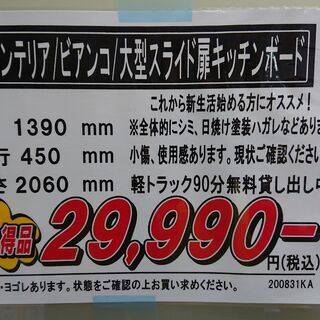 ンテリア/ビアンコ/大型スライド扉キッチンボード
これから新生活始める方にオススメ!
1390 mm ※全体的にシミ、日焼け塗装ハガレなどありま
行 450 mm 小傷、使用感あります。現状ご確認ください
さ 2060 mm 軽トラック90分無料貸し出し
得品 29,990-
円(税込)
・ヨゴレあります。状態をご確認の上お買い求めください。 200831KA